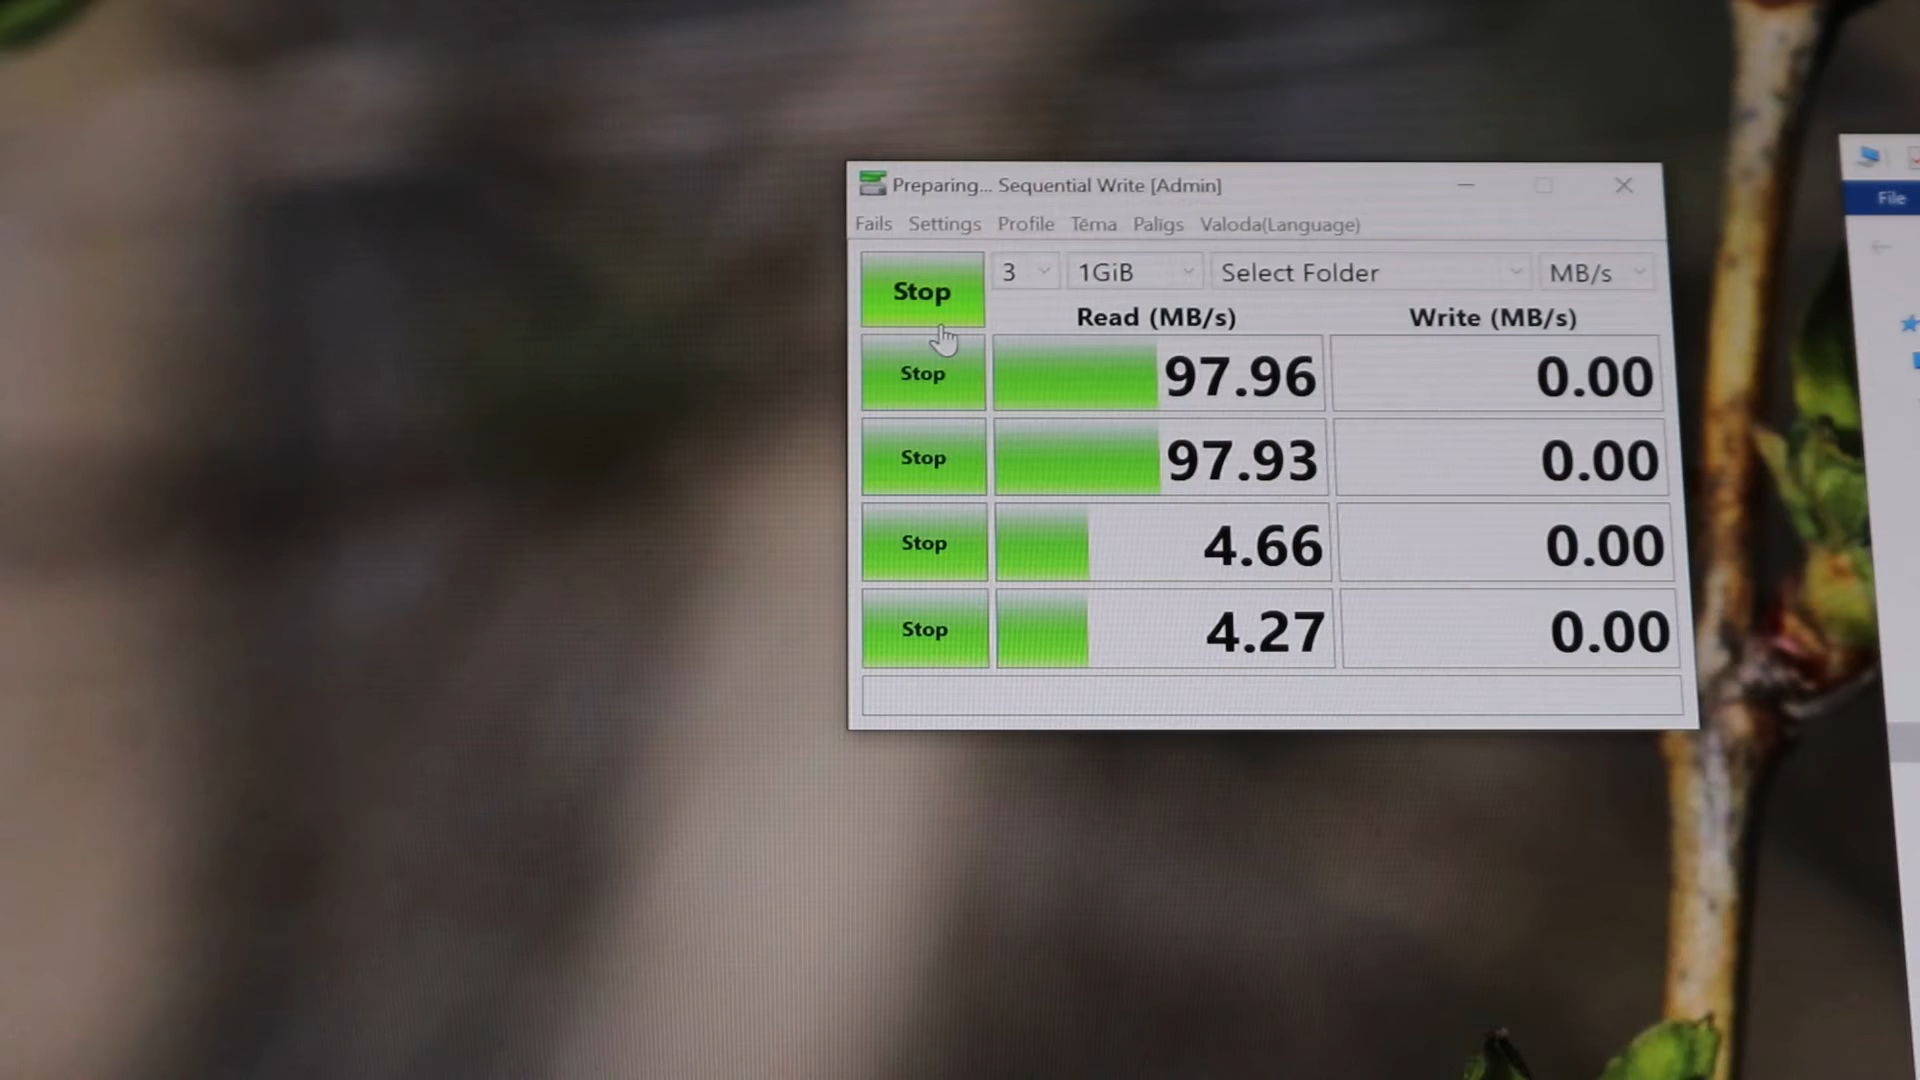 Preparing... Sequential Write [Admin]
Fails Settings Profile Tēma Palīgs Valoda(Language)
Stop 3 1GiB Select Folder MB/s
Read (MB/s) Write (MB/s)
Stop 97.96 0.00
Stop 97.93 0.00
Stop 4.66 0.00
Stop 4.27 0.00
File